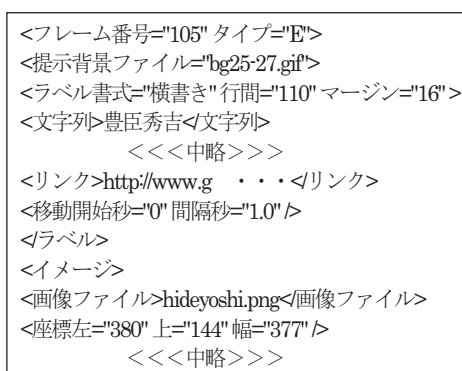 <フレーム番号="105" タイプ="E">
<提示背景ファイル="bg25-27.gif">
<ラベル書式="横書き" 行間="110" マージン="16">
<文字列>豊臣秀吉</文字列>
<<<中略>>>
<リンク>http://www.g ・・・</リンク>
<移動開始秒="0" 間隔秒="1.0"/>
</ラベル>
<イメージ>
<画像ファイル>hideyoshi.png</画像ファイル>
<座標左="380" 上="144" 幅="377"/>
<<<中略>>>